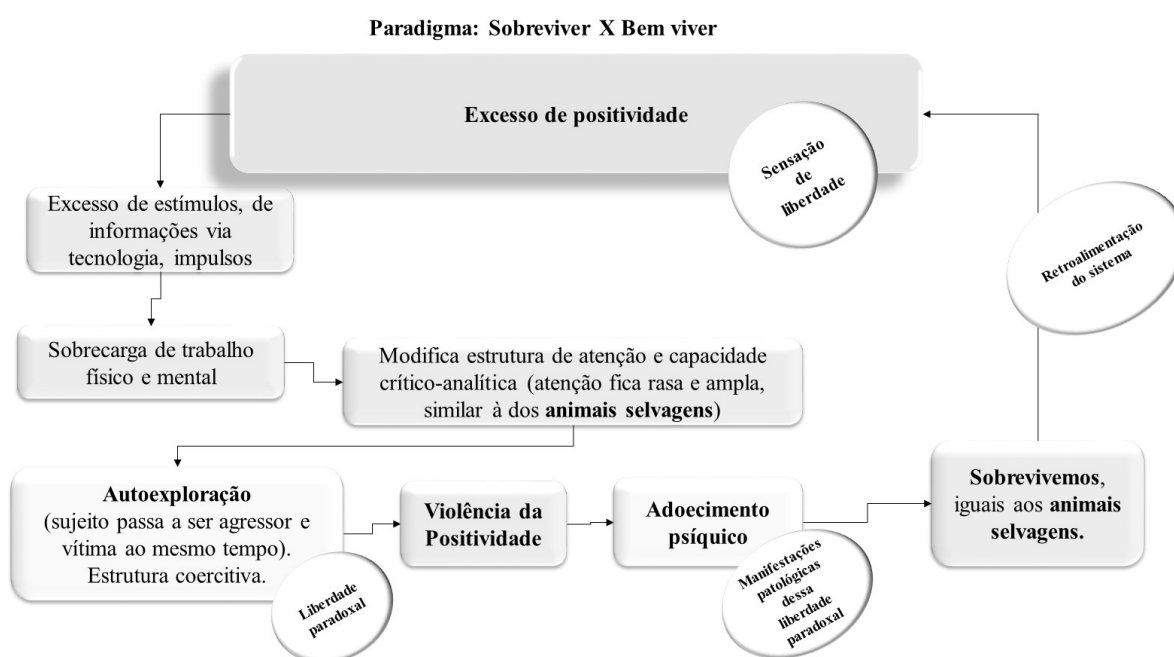 Paradigma: Sobreviver X Bem viver
Excesso de positividade
Sensação
de
liberdade
Excesso de estímulos, de
informações via
tecnologia, impulsos
Retroalimentação
do sistema
Sobrecarga de trabalho
físico e mental
Modifica estrutura de atenção e capacidade
crítico-analítica (atenção fica rasa e ampla,
similar à dos animais selvagens)
Autoexploração
(sujeito passa a ser agressor e
vítima ao mesmo tempo).
Estrutura coercitiva.
Liberdade
paradoxal
Violência da
Positividade
Adoecimento
psíquico
Manifestações
patológicas
dessa
liberdade
paradoxal
Sobrevivemos,
iguais aos animais
selvagens.